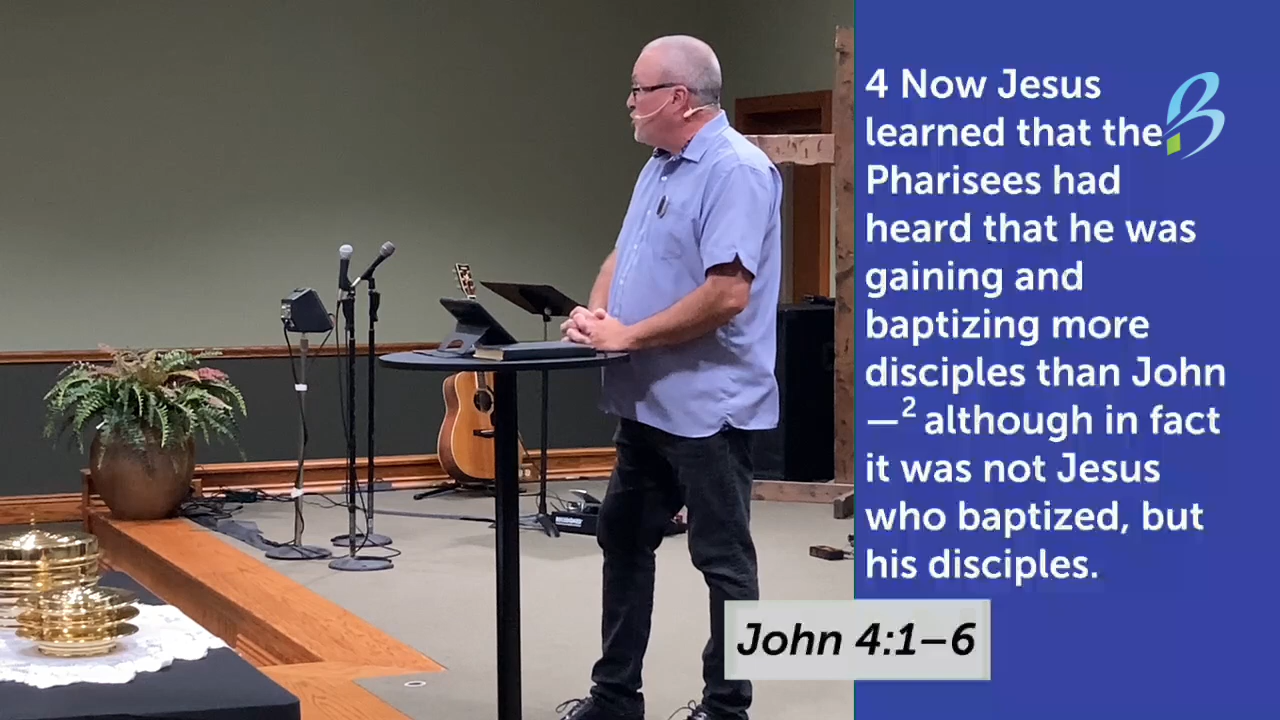 4 Now Jesus
learned that the
Pharisees had
heard that he was
gaining and
baptizing more
disciples than John
—² although in fact
it was not Jesus
who baptized, but
his disciples.
John 4:1–6